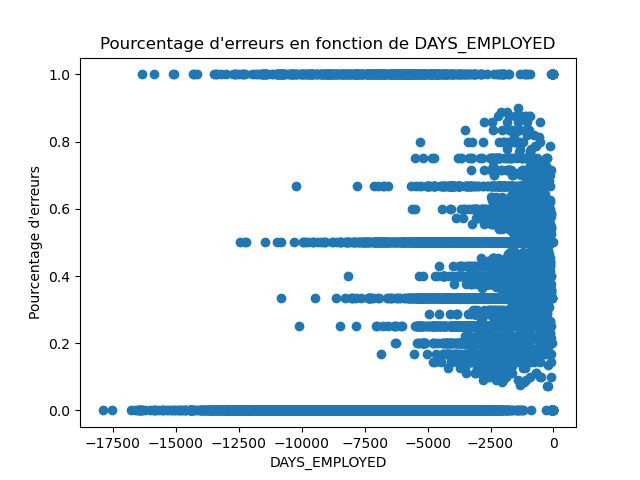 Pourcentage d'erreurs en fonction de DAYS_EMPLOYED
1.0
0.8
0.6
0.4
0.2
0.0
Pourcentage d'erreurs
−17500 −15000 −12500 −10000 −7500 −5000 −2500 0
DAYS_EMPLOYED